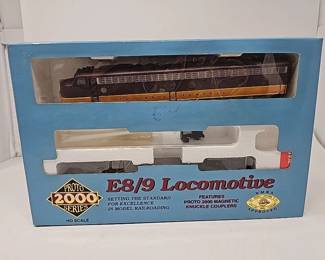 E8/9 Locomotive
PROTO
2000
SERIES
HO SCALE
SETTING THE STANDARD
FOR EXCELLENCE
IN MODEL RAILROADING
FEATURES
PROTO 2000 MAGNETIC
KNUCKLE COUPLERS
NMRA